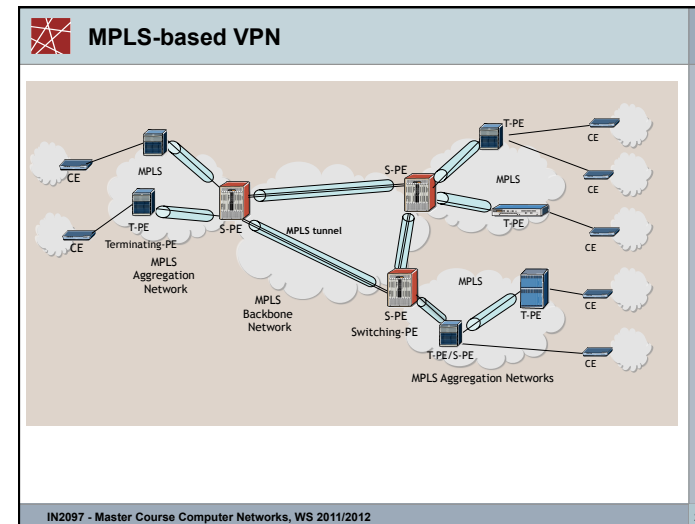 MPLS-based VPN
T-PE
CE
S-PE
MPLS
MPLS
CE
CE
T-PE
S-PE
MPLS tunnel
T-PE
CE
Terminating-PE
CE
MPLS
Aggregation
Network
MPLS
Backbone
Network
MPLS
S-PE
Switching-PE
T-PE
CE
T-PE/S-PE
CE
MPLS Aggregation Networks
IN2097 - Master Course Computer Networks, WS 2011/2012